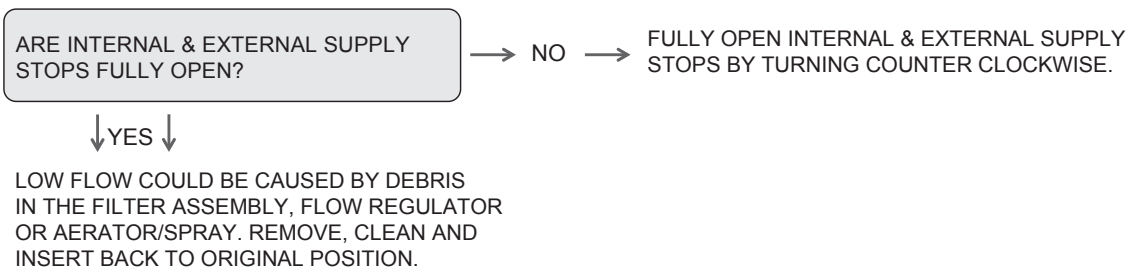 ARE INTERNAL & EXTERNAL SUPPLY
STOPS FULLY OPEN?
NO
FULLY OPEN INTERNAL & EXTERNAL SUPPLY
STOPS BY TURNING COUNTER CLOCKWISE.
YES
LOW FLOW COULD BE CAUSED BY DEBRIS
IN THE FILTER ASSEMBLY, FLOW REGULATOR
OR AERATOR/SPRAY. REMOVE, CLEAN AND
INSERT BACK TO ORIGINAL POSITION.